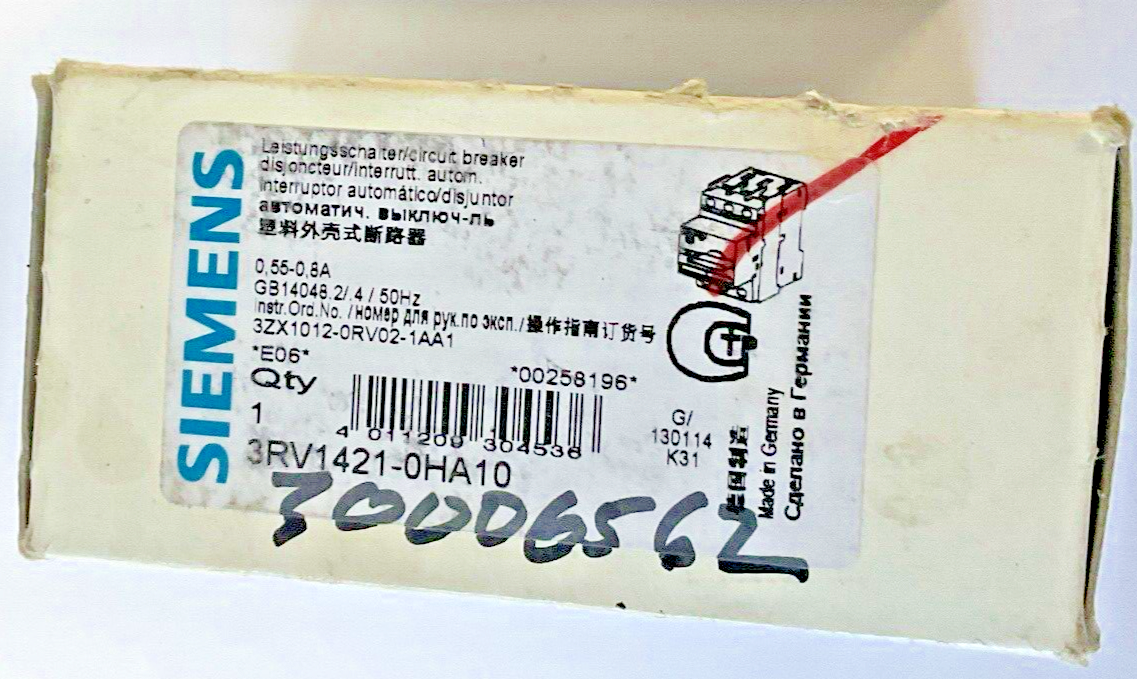 SIEMENS
Leistungsschalter/circuit breaker
disjoncteur/interrutt. autom.
interruptor automático/disjuntor
автоматич. выключ-ль
塑料外壳式断路器
0,55-0,8A
GB14048.2/.4 / 50Hz
Instr.Ord.No. /номер для рук.по эксп./操作指南订货号
3ZX1012-0RV02-1AA1
*E06*
*00258196*
Qty
1
4 011209 304536
3RV1421-0HA10
G/
130114
K31
德国制造
Made in Germany
Сделано в Германии
30006562